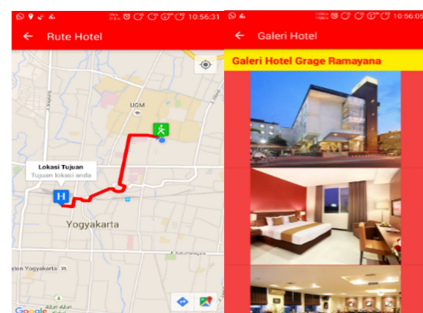 10:56:31
Rute Hotel
UGM
Lokasi Tujuan
Tujuan lokasi anda
H
Yogyakarta
Google
10:56:05
Galeri Hotel
Galeri Hotel Grage Ramayana